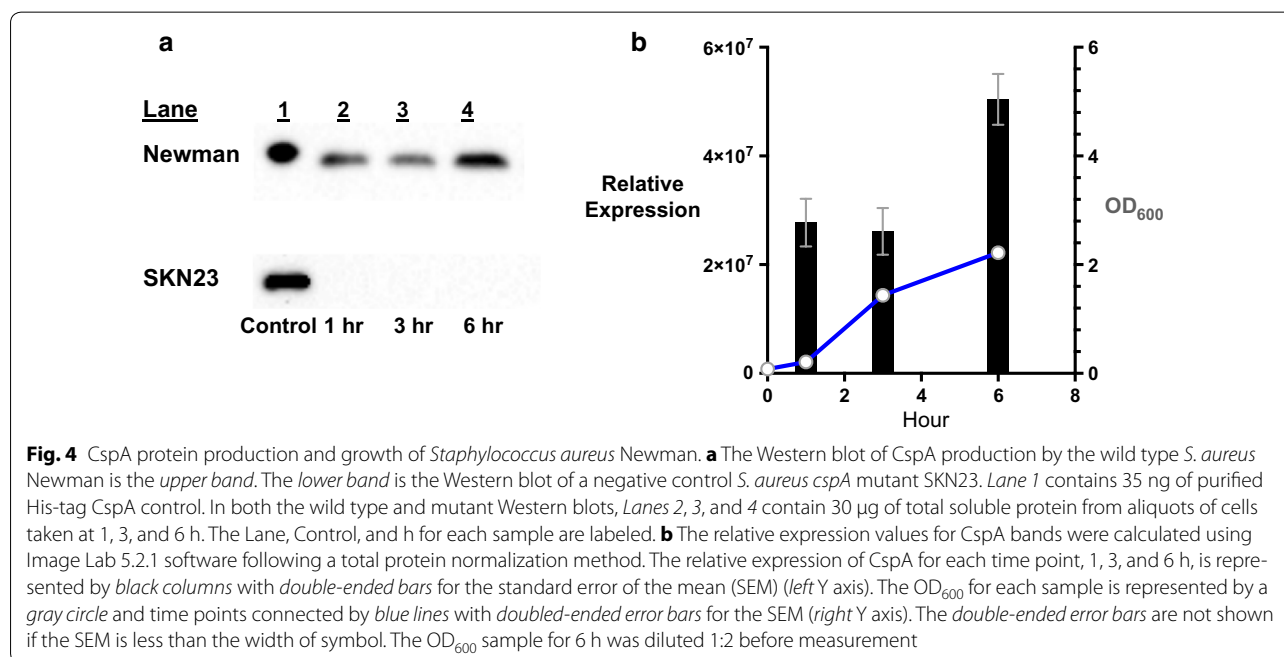 a
Lane 1 2 3 4
Newman
SKN23
Control 1 hr 3 hr 6 hr
b
6×10⁷ 6
4×10⁷ 4
Relative
Expression
OD₆₀₀
2×10⁷ 2
0 0
0 2 4 6 8
Hour
Fig. 4 CspA protein production and growth of Staphylococcus aureus Newman. a The Western blot of CspA production by the wild type S. aureus
Newman is the upper band. The lower band is the Western blot of a negative control S. aureus cspA mutant SKN23. Lane 1 contains 35 ng of purified
His-tag CspA control. In both the wild type and mutant Western blots, Lanes 2, 3, and 4 contain 30 μg of total soluble protein from aliquots of cells
taken at 1, 3, and 6 h. The Lane, Control, and h for each sample are labeled. b The relative expression values for CspA bands were calculated using
Image Lab 5.2.1 software following a total protein normalization method. The relative expression of CspA for each time point, 1, 3, and 6 h, is repre-
sented by black columns with double-ended bars for the standard error of the mean (SEM) (left Y axis). The OD₆₀₀ for each sample is represented by a
gray circle and time points connected by blue lines with doubled-ended error bars for the SEM (right Y axis). The double-ended error bars are not shown
if the SEM is less than the width of symbol. The OD₆₀₀ sample for 6 h was diluted 1:2 before measurement